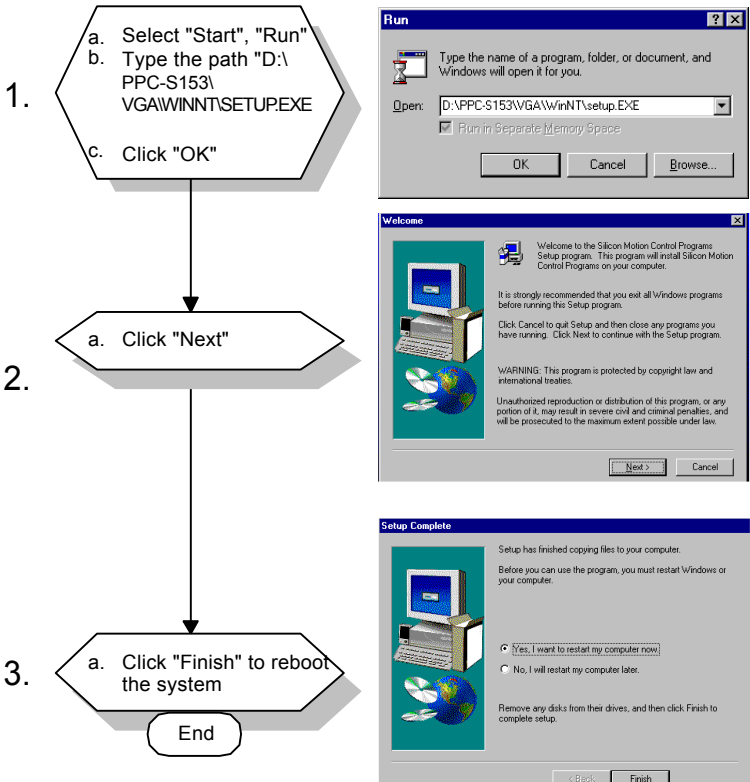 1.
a. Select "Start", "Run"
b. Type the path "D:\
PPC-S153\
VGA\WINNT\SETUP.EXE
c. Click "OK"
Run
Type the name of a program, folder, or document, and
Windows will open it for you.
Open: D:\PPC-S153\VGA\WinNT\setup.EXE
Run in Separate Memory Space
OK Cancel Browse...
2.
a. Click "Next"
Welcome
Welcome to the Silicon Motion Control Programs
Setup program. This program will install Silicon Motion
Control Programs on your computer.
It is strongly recommended that you exit all Windows programs
before running this Setup program.
Click Cancel to quit Setup and then close any programs you
have running. Click Next to continue with the Setup program.
WARNING: This program is protected by copyright law and
international treaties.
Unauthorized reproduction or distribution of this program, or any
portion of it, may result in severe civil and criminal penalties, and
will be prosecuted to the maximum extent possible under law.
Next > Cancel
3.
a. Click "Finish" to reboot
the system
End
Setup Complete
Setup has finished copying files to your computer.
Before you can use the program, you must restart Windows or
your computer.
Yes, I want to restart my computer now.
No, I will restart my computer later.
Remove any disks from their drives, and then click Finish to
complete setup.
< Back Finish